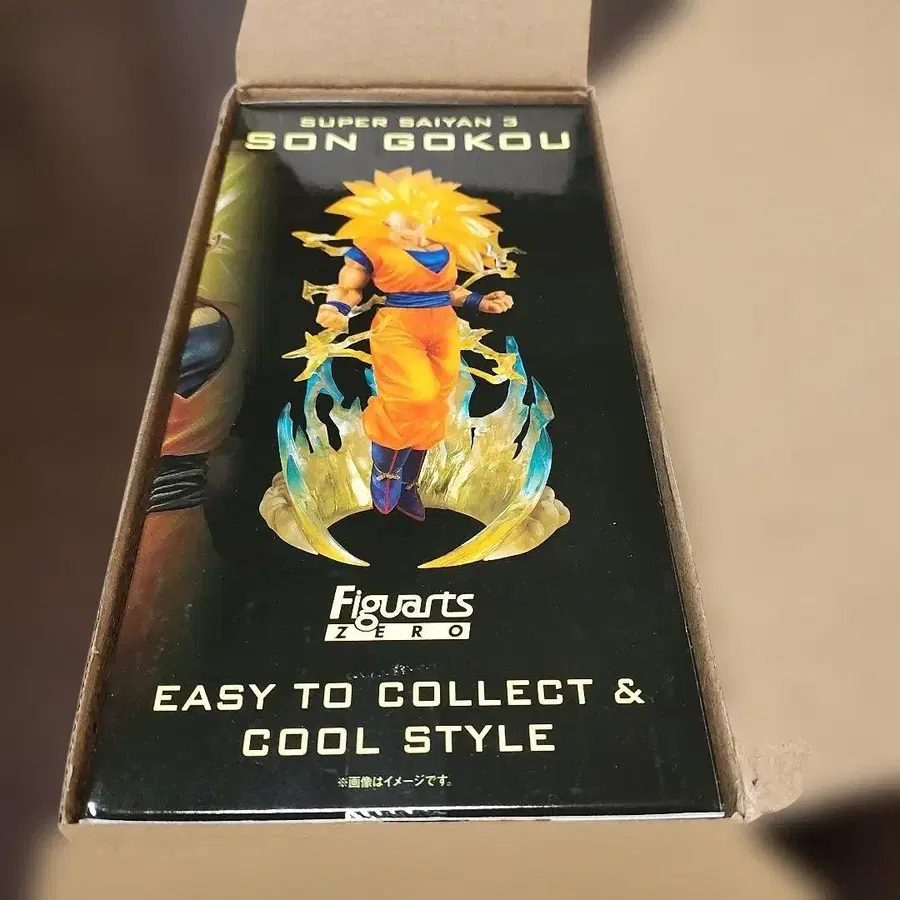 SUPER SAIYAN 3
SON GOKOU
Figuarts
ZERO
EASY TO COLLECT &
COOL STYLE
※画像はイメージです。